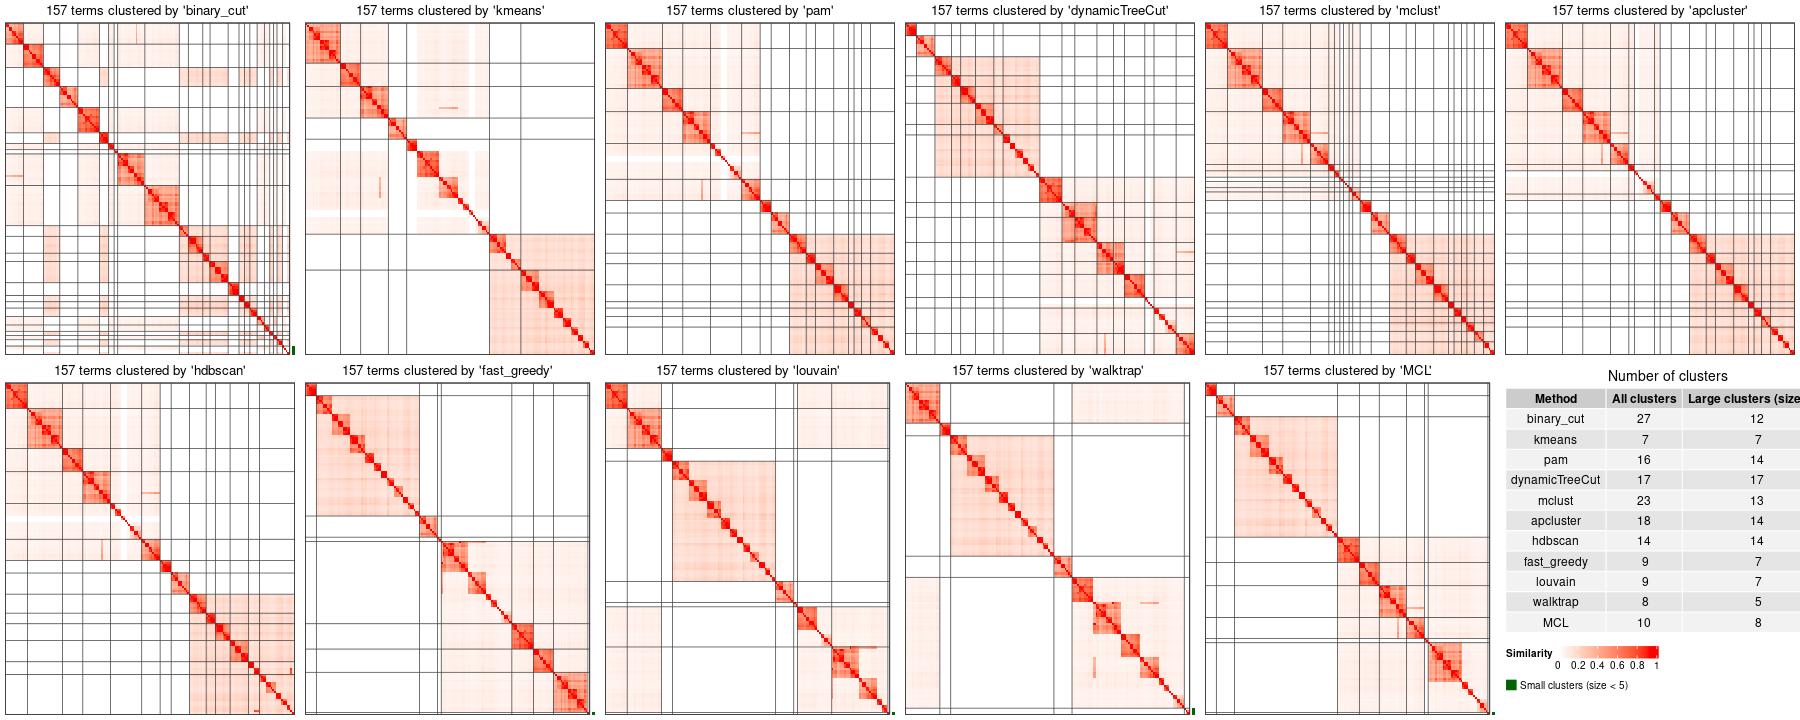 157 terms clustered by 'binary_cut'
157 terms clustered by 'kmeans'
157 terms clustered by 'pam'
157 terms clustered by 'dynamicTreeCut'
157 terms clustered by 'mclust'
157 terms clustered by 'apcluster'
157 terms clustered by 'hdbscan'
157 terms clustered by 'fast_greedy'
157 terms clustered by 'louvain'
157 terms clustered by 'walktrap'
157 terms clustered by 'MCL'
Number of clusters
Method All clusters Large clusters (size
binary_cut 27 12
kmeans 7 7
pam 16 14
dynamicTreeCut 17 17
mclust 23 13
apcluster 18 14
hdbscan 14 14
fast_greedy 9 7
louvain 9 7
walktrap 8 5
MCL 10 8
Similarity
0 0.2 0.4 0.6 0.8 1
Small clusters (size < 5)